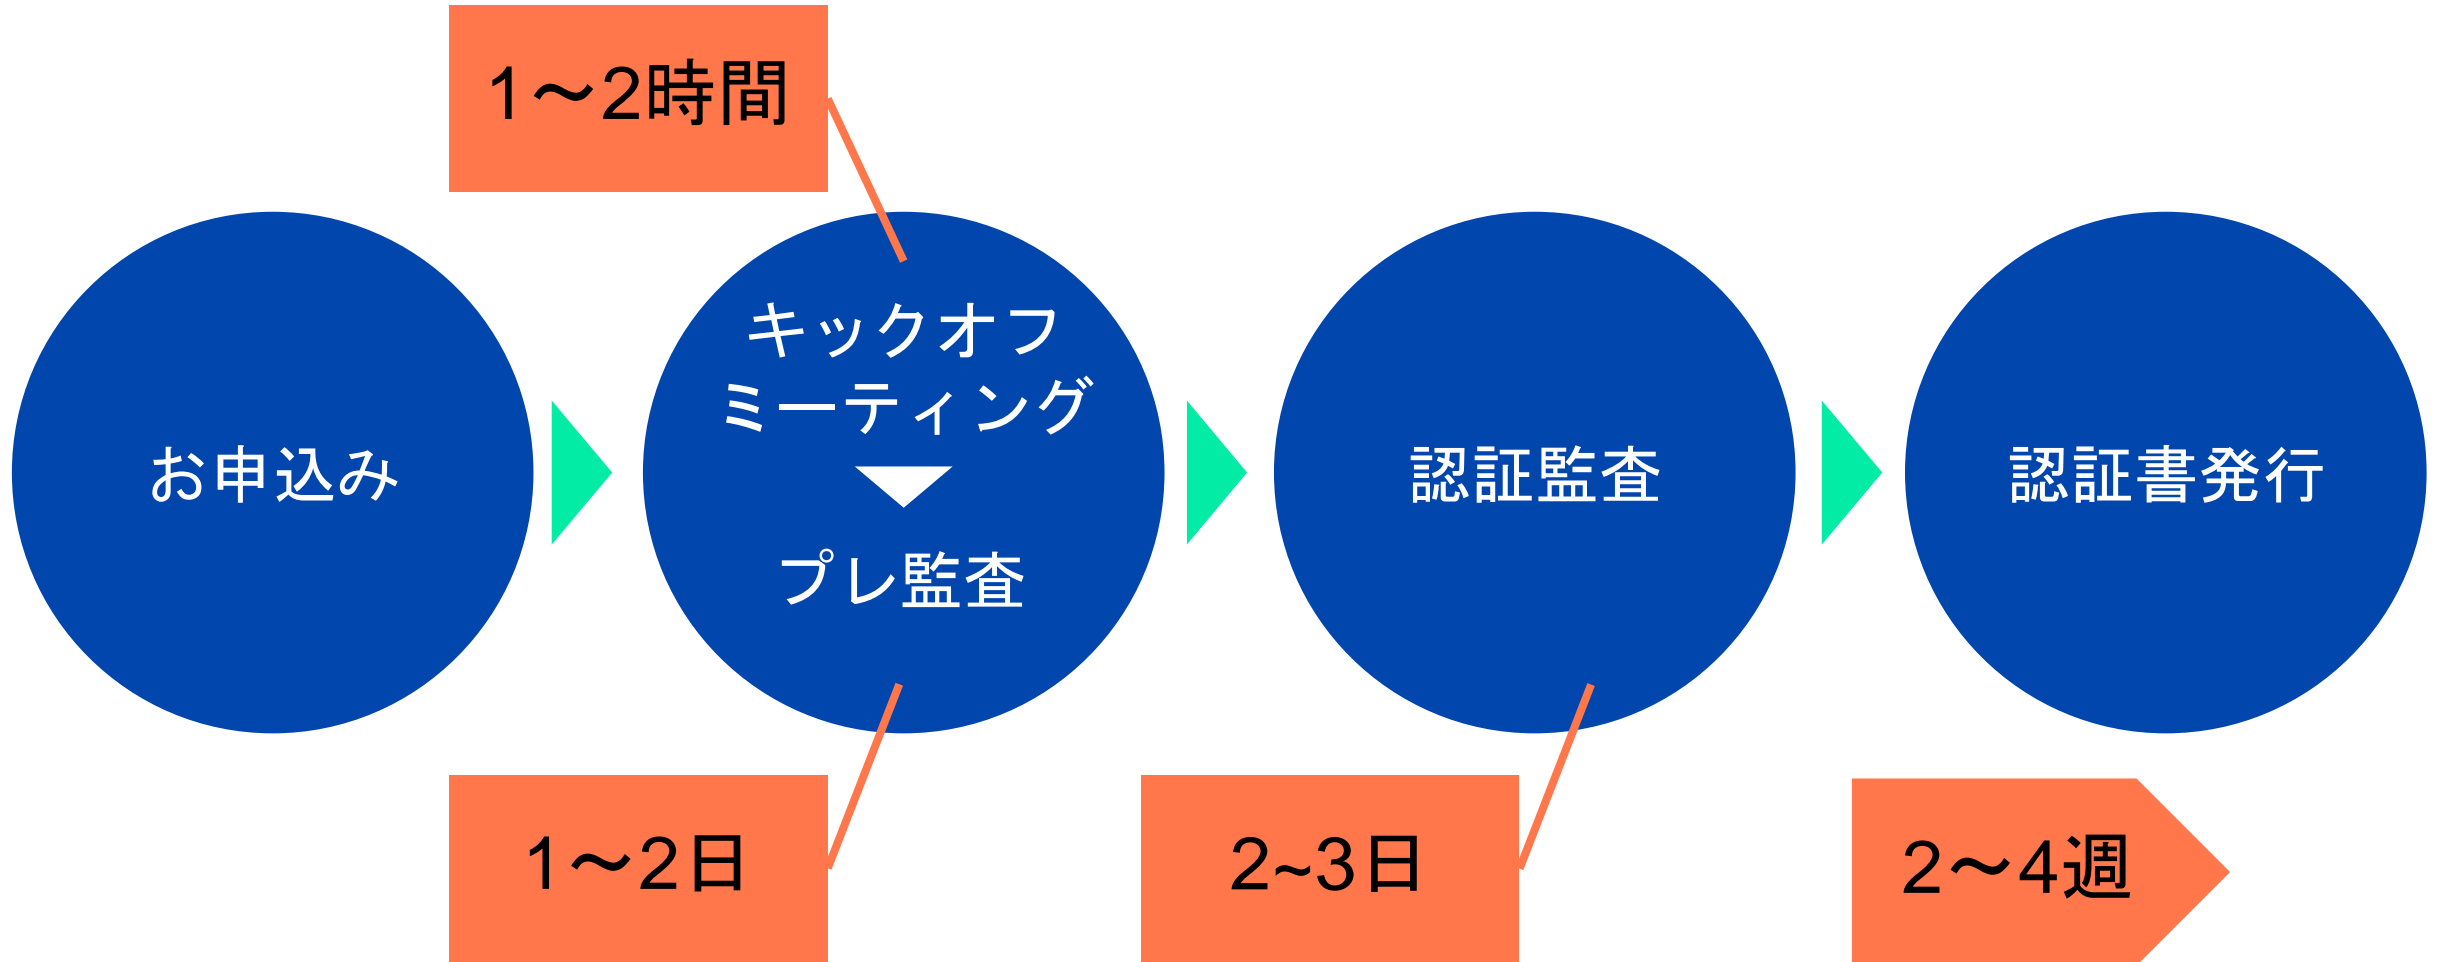 1～2時間
お申込み
キックオフ
ミーティング
プレ監査
認証監査
認証書発行
1～2日
2~3日
2～4週